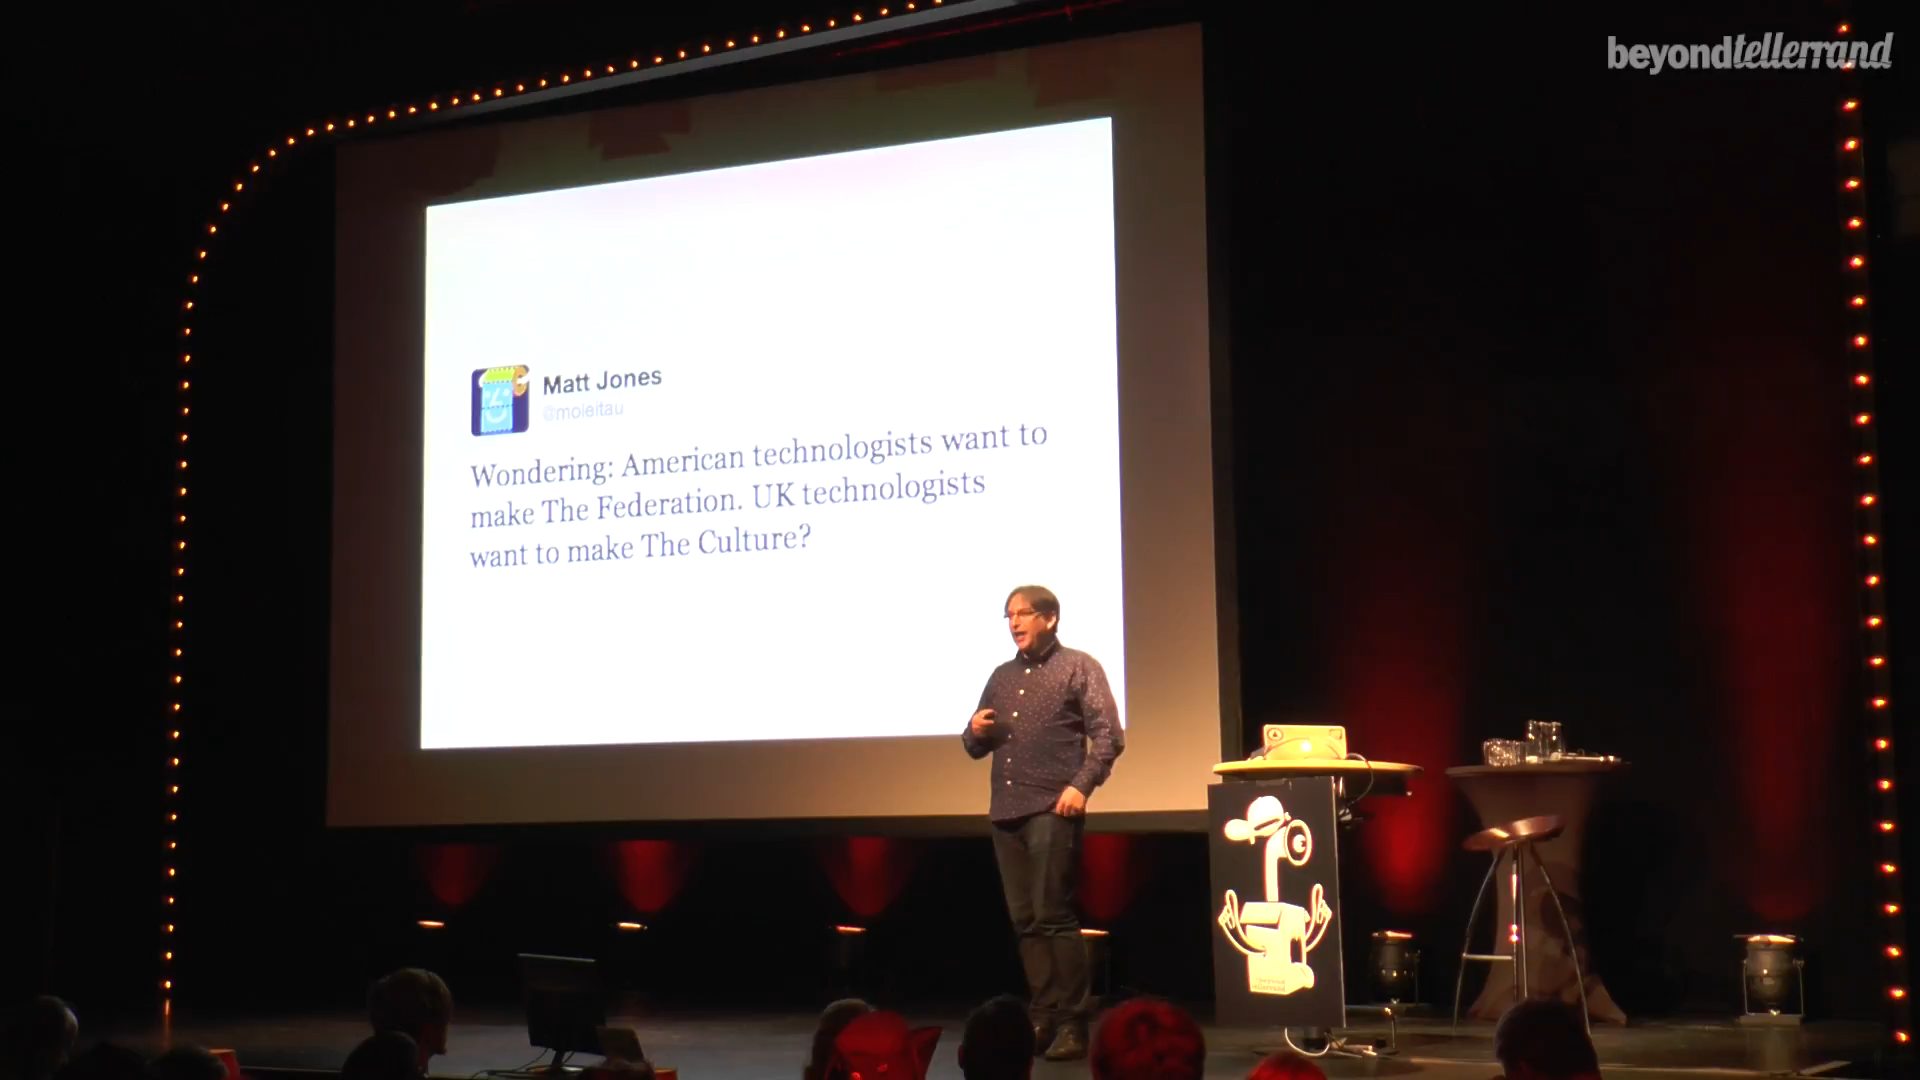 beyondtellerrand
Matt Jones
@moleitau
Wondering: American technologists want to
make The Federation. UK technologists
want to make The Culture?